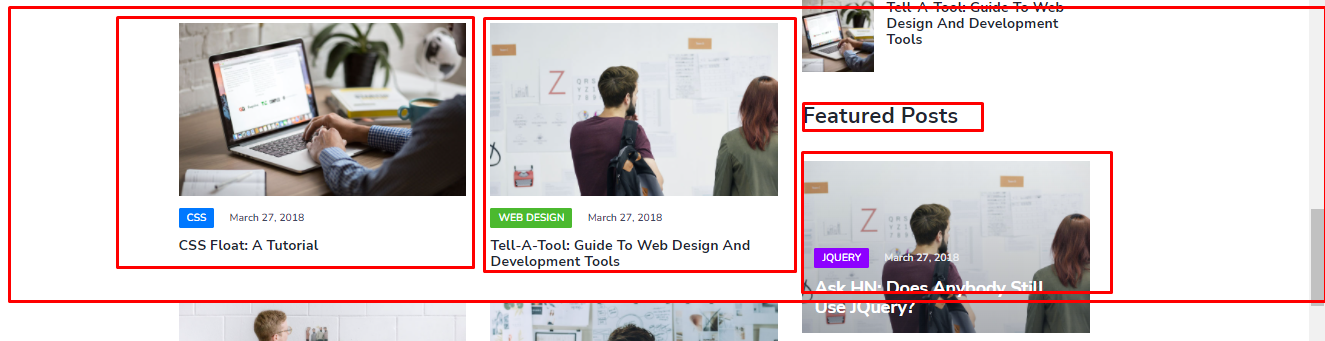 CSS
March 27, 2018
CSS Float: A Tutorial
WEB DESIGN
March 27, 2018
Tell-A-Tool: Guide To Web Design And
Development Tools
Tell-A-Tool: Guide To Web
Design And Development
Tools
Featured Posts
Z
Z
JQUERY
March 27, 2018
Ask HN: Does Anybody Still
Use JQuery?